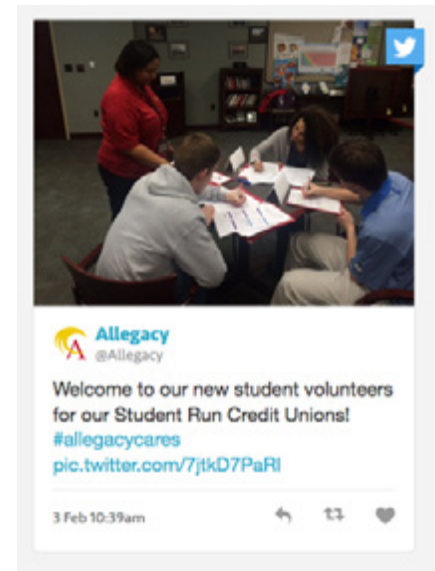 Allegacy
@Allegacy
Welcome to our new student volunteers
for our Student Run Credit Unions!
#allegacycares
pic.twitter.com/7jtkD7PaRl
3 Feb 10:39am